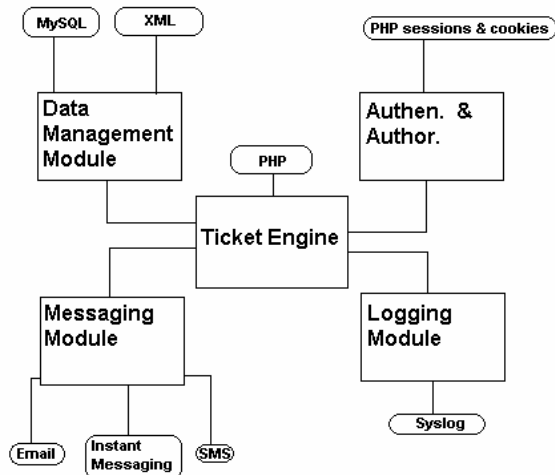 MySQL
XML
PHP sessions & cookies
Data
Management
Module
Authen. & 
Author.
PHP
Ticket Engine
Messaging
Module
Logging
Module
Email
Instant
Messaging
SMS
Syslog